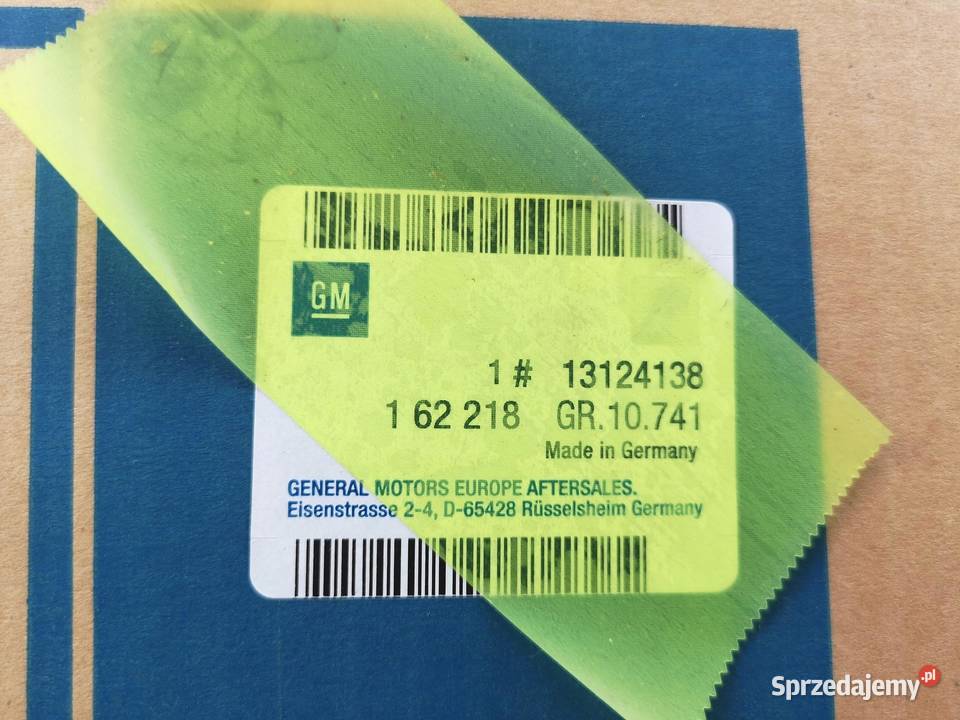 GM
1 # 13124138
1 62 218 GR.10.741
Made in Germany
GENERAL MOTORS EUROPE AFTERSALES.
Eisenstrasse 2-4, D-65428 Rüsselsheim Germany
Sprzedajemy.pl